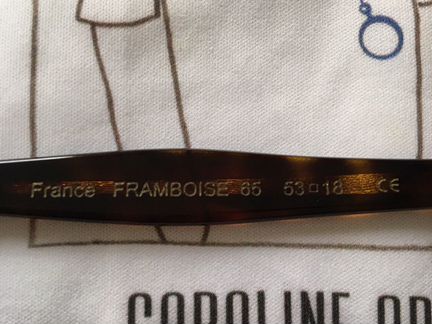 France FRAMBOISE 65 53□18 CE
CAROLINE